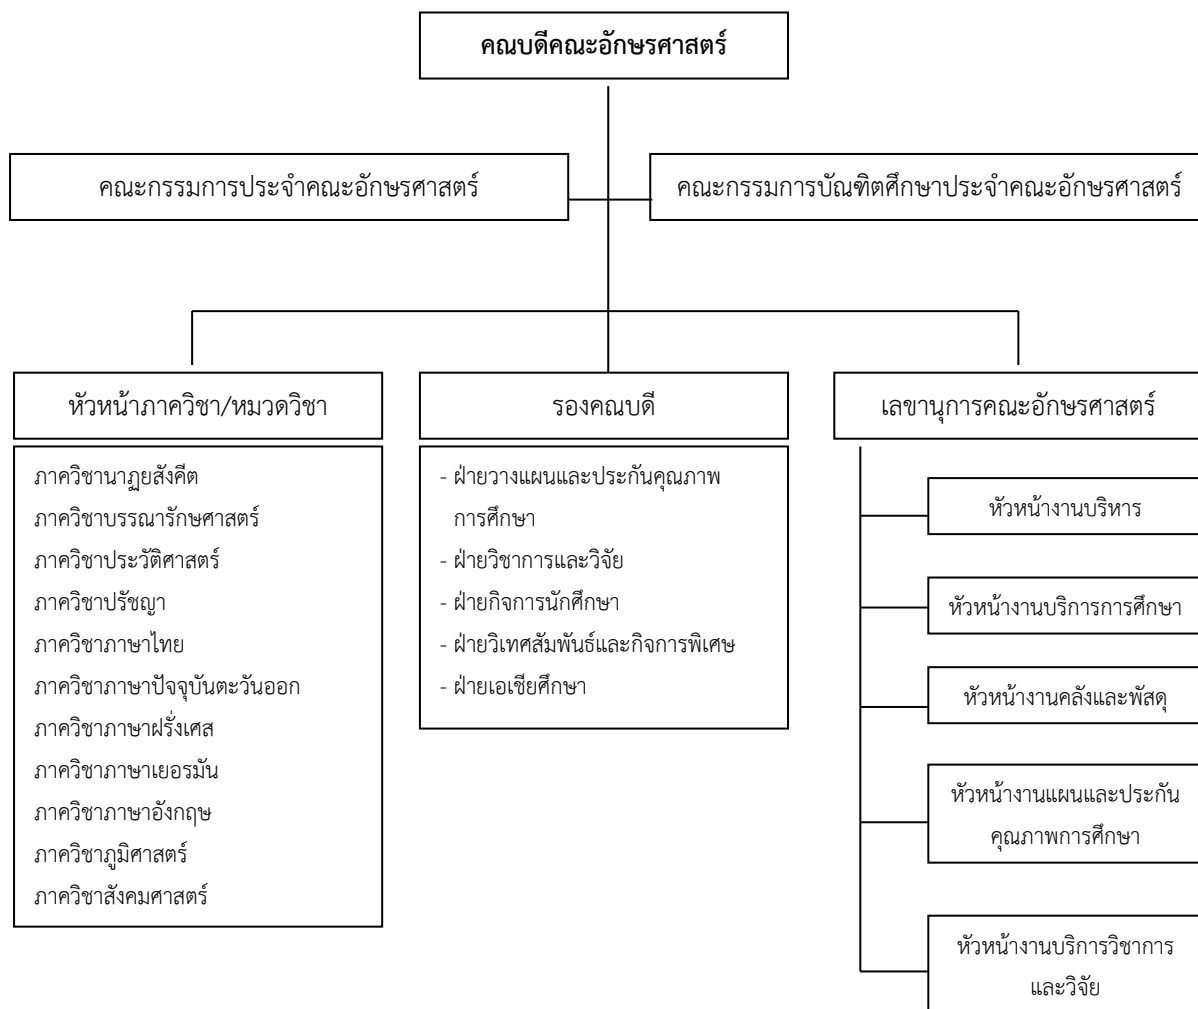 คณบดีคณะอักษรศาสตร์
คณะกรรมการประจำคณะอักษรศาสตร์
คณะกรรมการบัณฑิตศึกษาประจำคณะอักษรศาสตร์
หัวหน้าภาควิชา/หมวดวิชา
ภาควิชานาฏยสังคีต
ภาควิชาบรรณารักษศาสตร์
ภาควิชาประวัติศาสตร์
ภาควิชาปรัชญา
ภาควิชาภาษาไทย
ภาควิชาภาษาปัจจุบันตะวันออก
ภาควิชาภาษาฝรั่งเศส
ภาควิชาภาษาเยอรมัน
ภาควิชาภาษาอังกฤษ
ภาควิชาภูมิศาสตร์
ภาควิชาสังคมศาสตร์
รองคณบดี
- ฝ่ายวางแผนและประกันคุณภาพ
การศึกษา
- ฝ่ายวิชาการและวิจัย
- ฝ่ายกิจการนักศึกษา
- ฝ่ายวิเทศสัมพันธ์และกิจการพิเศษ
- ฝ่ายเอเชียศึกษา
เลขานุการคณะอักษรศาสตร์
หัวหน้างานบริหาร
หัวหน้างานบริการการศึกษา
หัวหน้างานคลังและพัสดุ
หัวหน้างานแผนและประกัน
คุณภาพการศึกษา
หัวหน้างานบริการวิชาการ
และวิจัย